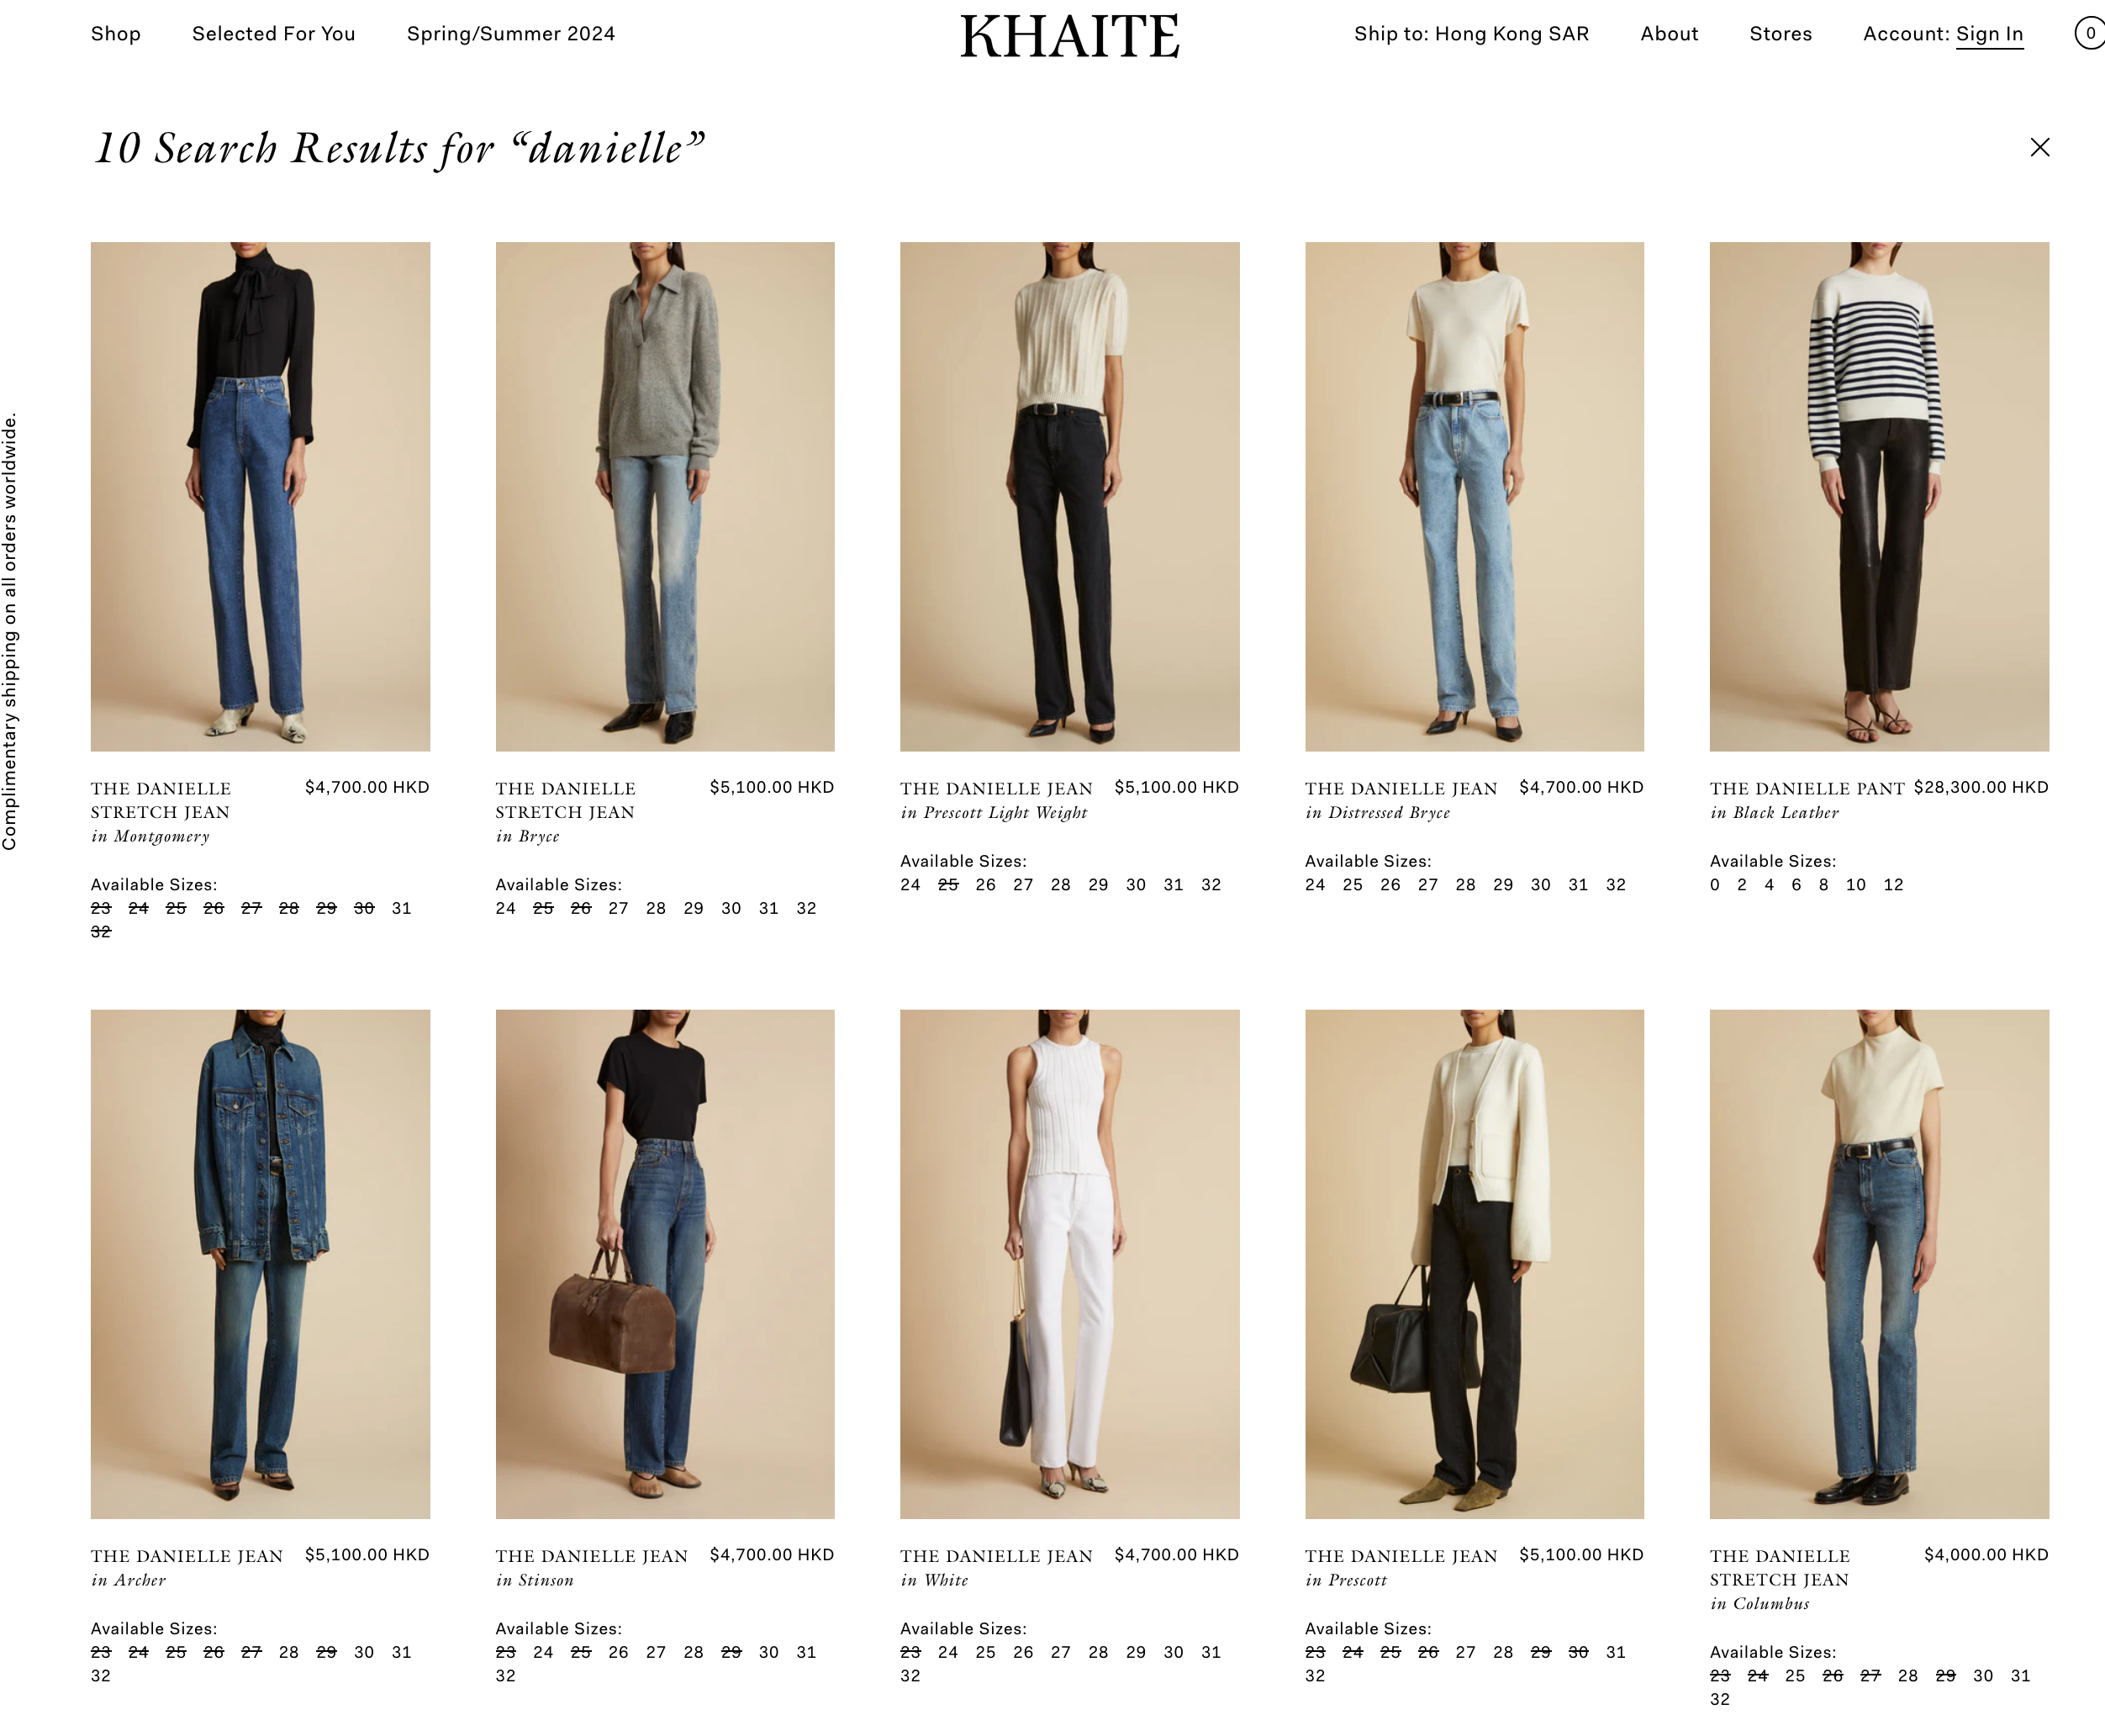 Shop Selected For You Spring/Summer 2024 KHAITE Ship to: Hong Kong SAR About Stores Account: Sign In 0
10 Search Results for “danielle”
Complimentary shipping on all orders worldwide.
THE DANIELLE STRETCH JEAN $4,700.00 HKD
in Montgomery
Available Sizes:
23 24 25 26 27 28 29 30 31
32
THE DANIELLE STRETCH JEAN $5,100.00 HKD
in Bryce
Available Sizes:
24 25 26 27 28 29 30 31 32
THE DANIELLE JEAN $5,100.00 HKD
in Prescott Light Weight
Available Sizes:
24 25 26 27 28 29 30 31 32
THE DANIELLE JEAN $4,700.00 HKD
in Distressed Bryce
Available Sizes:
24 25 26 27 28 29 30 31 32
THE DANIELLE PANT $28,300.00 HKD
in Black Leather
Available Sizes:
0 2 4 6 8 10 12
THE DANIELLE JEAN $5,100.00 HKD
in Archer
Available Sizes:
23 24 25 26 27 28 29 30 31
32
THE DANIELLE JEAN $4,700.00 HKD
in Stinson
Available Sizes:
23 24 25 26 27 28 29 30 31
32
THE DANIELLE JEAN $4,700.00 HKD
in White
Available Sizes:
23 24 25 26 27 28 29 30 31
32
THE DANIELLE JEAN $5,100.00 HKD
in Prescott
Available Sizes:
23 24 25 26 27 28 29 30 31
32
THE DANIELLE STRETCH JEAN $4,000.00 HKD
in Columbus
Available Sizes:
23 24 25 26 27 28 29 30 31
32